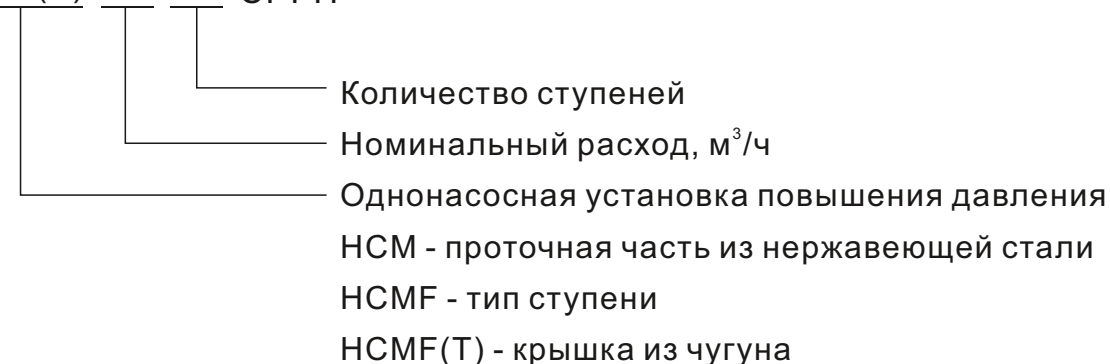 Количество ступеней
Номинальный расход, м³/ч
Однонасосная установка повышения давления
HCM - проточная часть из нержавеющей стали
HCMF - тип ступени
HCMF(T) - крышка из чугуна